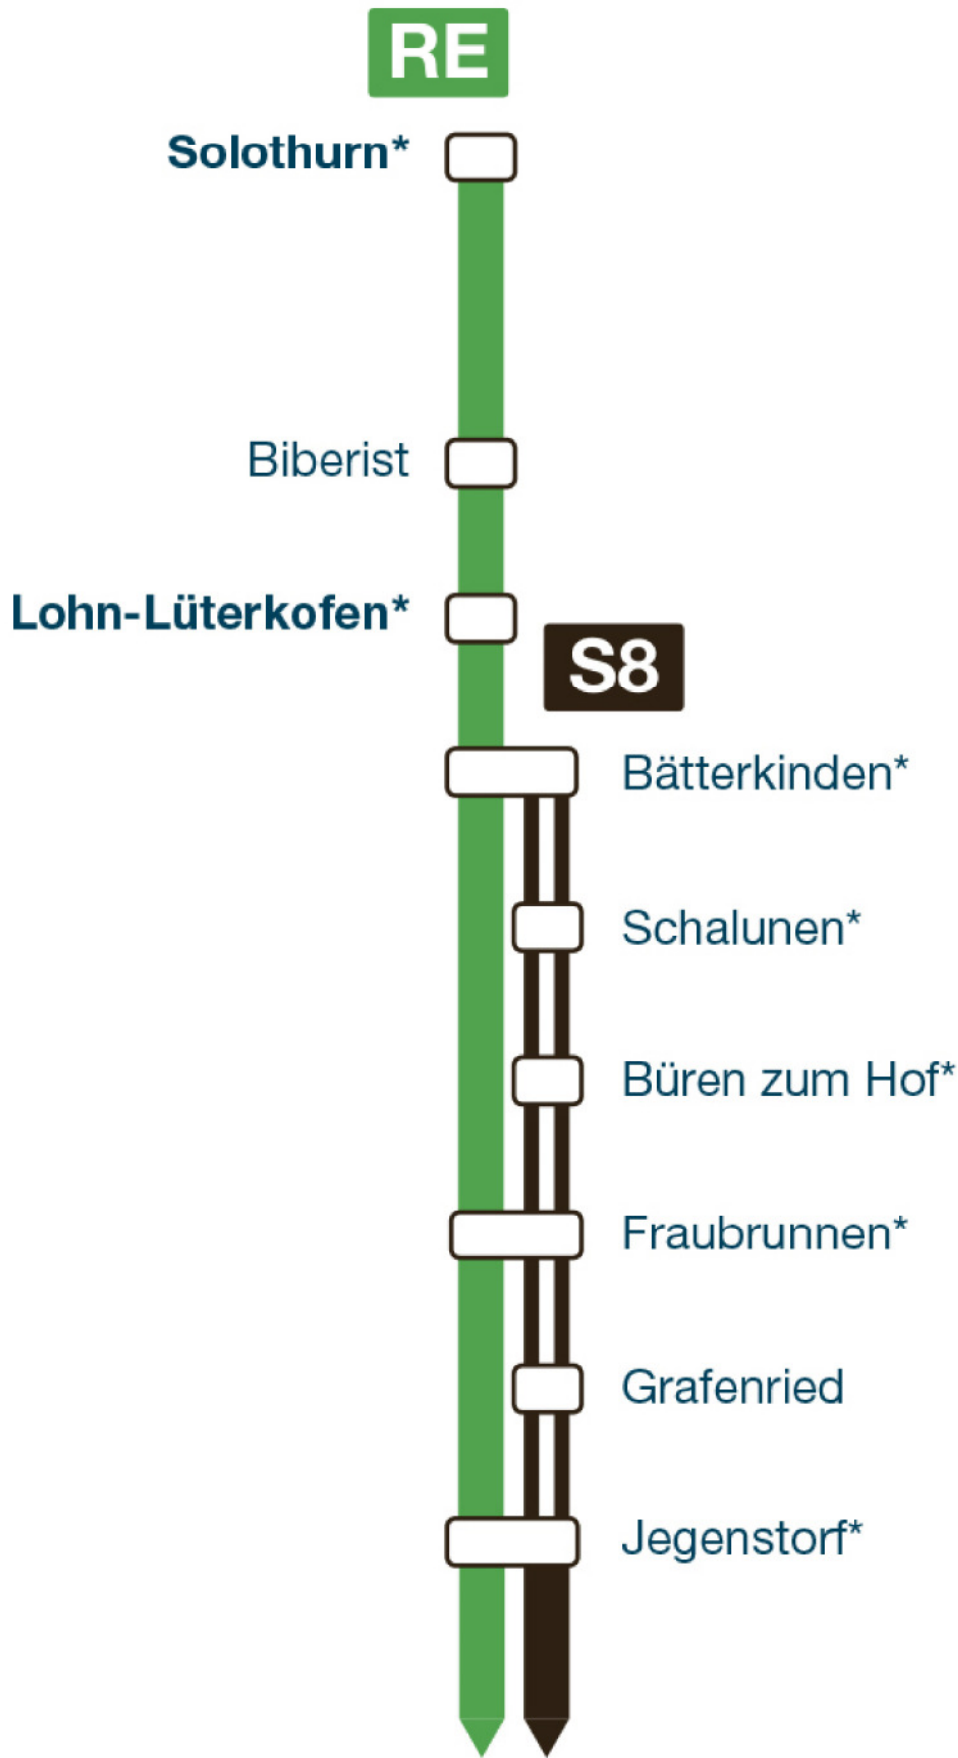 RE
Solothurn*
Biberist
Lohn-Lüterkofen*
S8
Bätterkinden*
Schalunen*
Büren zum Hof*
Fraubrunnen*
Grafenried
Jegenstorf*